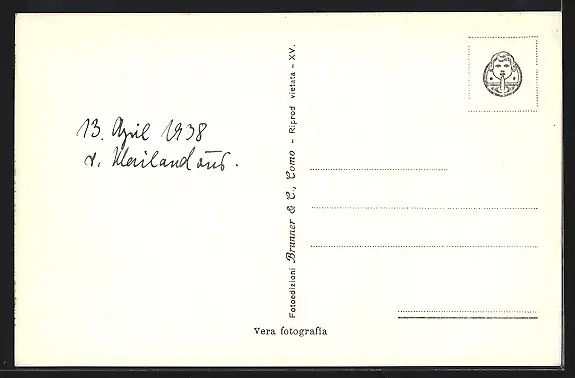 13. April 1938
v. Mailand aus.
Fotoedizioni Brunner & C., Como - Riprod vietata - XV.
Vera fotografia